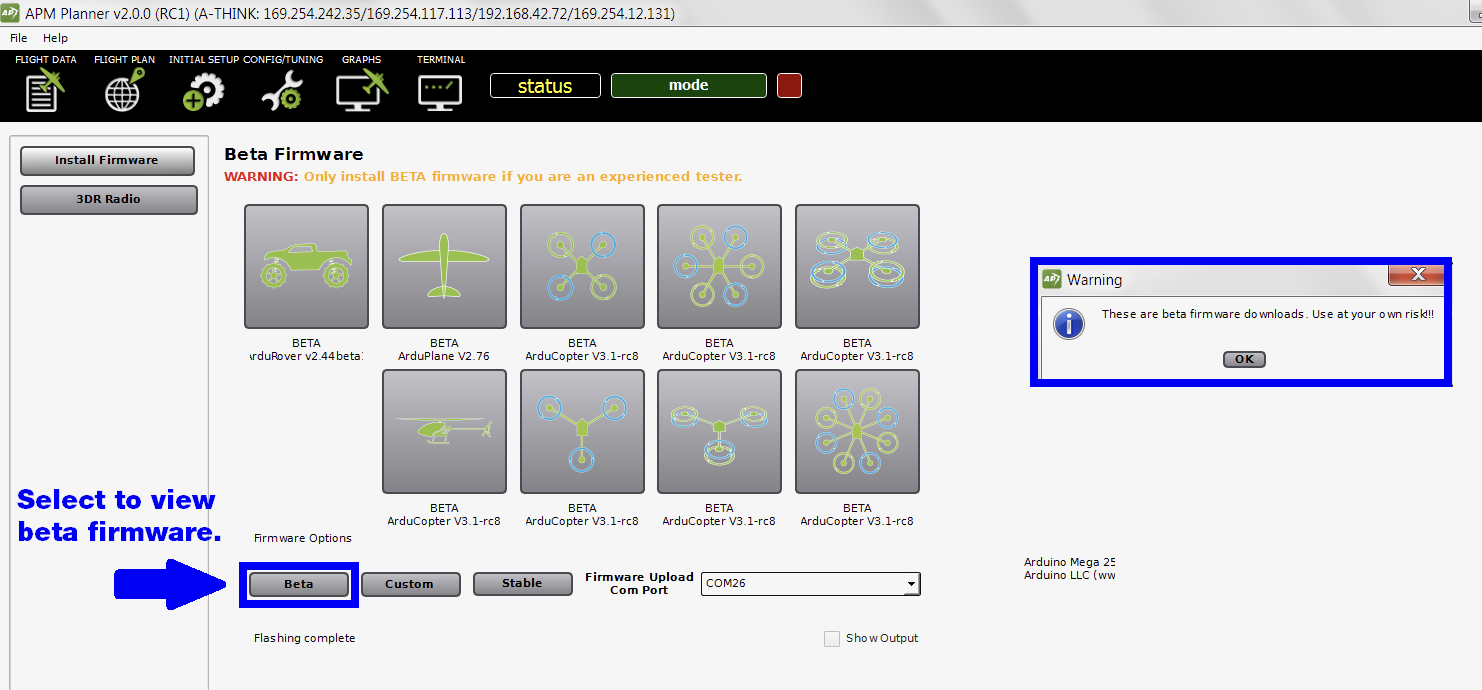 APM Planner v2.0.0 (RC1) (A-THINK: 169.254.242.35/169.254.117.113/192.168.42.72/169.254.12.131)
File Help
FLIGHT DATA FLIGHT PLAN INITIAL SETUP CONFIG/TUNING GRAPHS TERMINAL
status mode
Install Firmware
3DR Radio
Beta Firmware
WARNING: Only install BETA firmware if you are an experienced tester.
BETA BETA BETA BETA BETA
ArduRover v2.44beta ArduPlane V2.76 ArduCopter V3.1-rc8 ArduCopter V3.1-rc8 ArduCopter V3.1-rc8
BETA BETA BETA BETA
ArduCopter V3.1-rc8 ArduCopter V3.1-rc8 ArduCopter V3.1-rc8 ArduCopter V3.1-rc8
Warning
These are beta firmware downloads. Use at your own risk!!!
OK
Select to view
beta firmware.
Firmware Options
Beta Custom Stable
Firmware Upload
Com Port
COM26
Arduino Mega 25
Arduino LLC (ww
Flashing complete
Show Output